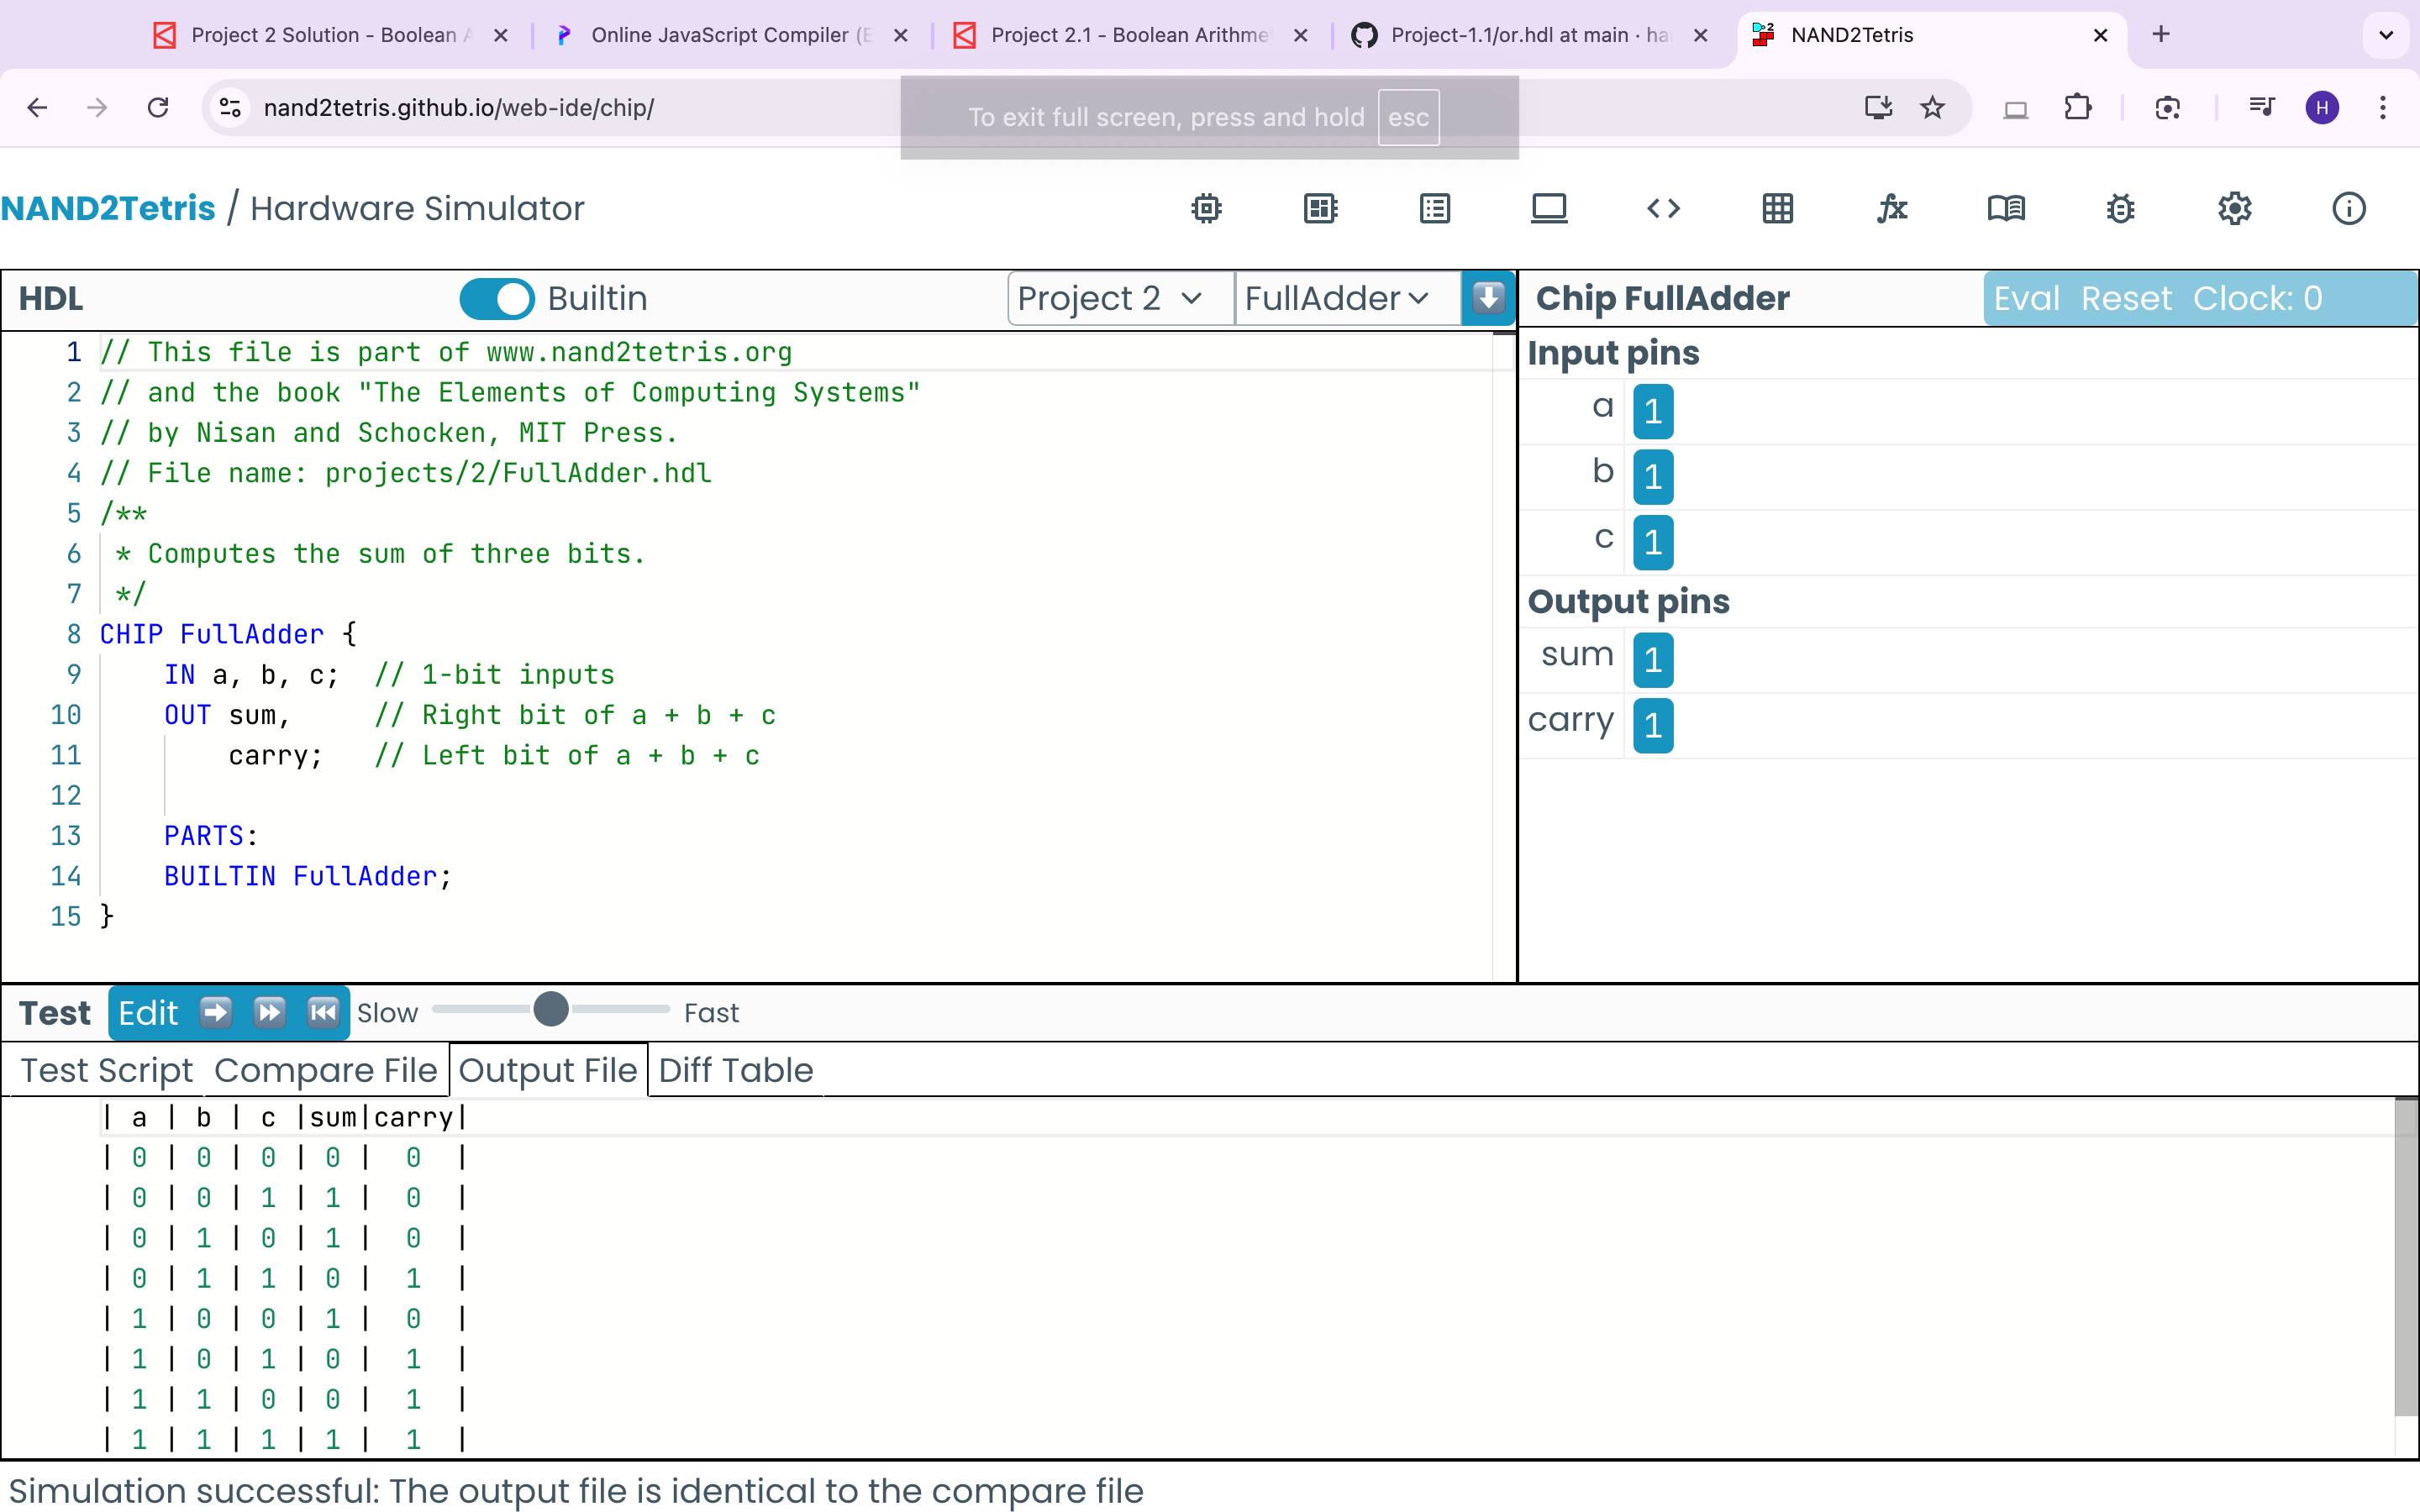 Project 2 Solution - Boolean A
Online JavaScript Compiler (E
Project 2.1 - Boolean Arithme
Project-1.1/or.hdl at main · ha
NAND2Tetris
nand2tetris.github.io/web-ide/chip/
To exit full screen, press and hold esc
H
NAND2Tetris / Hardware Simulator
HDL Builtin Project 2 FullAdder
1 // This file is part of www.nand2tetris.org
2 // and the book "The Elements of Computing Systems"
3 // by Nisan and Schocken, MIT Press.
4 // File name: projects/2/FullAdder.hdl
5 /**
6 * Computes the sum of three bits.
7 */
8 CHIP FullAdder {
9 IN a, b, c; // 1-bit inputs
10 OUT sum, // Right bit of a + b + c
11 carry; // Left bit of a + b + c
12
13 PARTS:
14 BUILTIN FullAdder;
15 }
Chip FullAdder Eval Reset Clock: 0
Input pins
a 1
b 1
c 1
Output pins
sum 1
carry 1
Test Edit Slow Fast
Test Script Compare File Output File Diff Table
| a | b | c |sum|carry|
| 0 | 0 | 0 | 0 | 0 |
| 0 | 0 | 1 | 1 | 0 |
| 0 | 1 | 0 | 1 | 0 |
| 0 | 1 | 1 | 0 | 1 |
| 1 | 0 | 0 | 1 | 0 |
| 1 | 0 | 1 | 0 | 1 |
| 1 | 1 | 0 | 0 | 1 |
| 1 | 1 | 1 | 1 | 1 |
Simulation successful: The output file is identical to the compare file